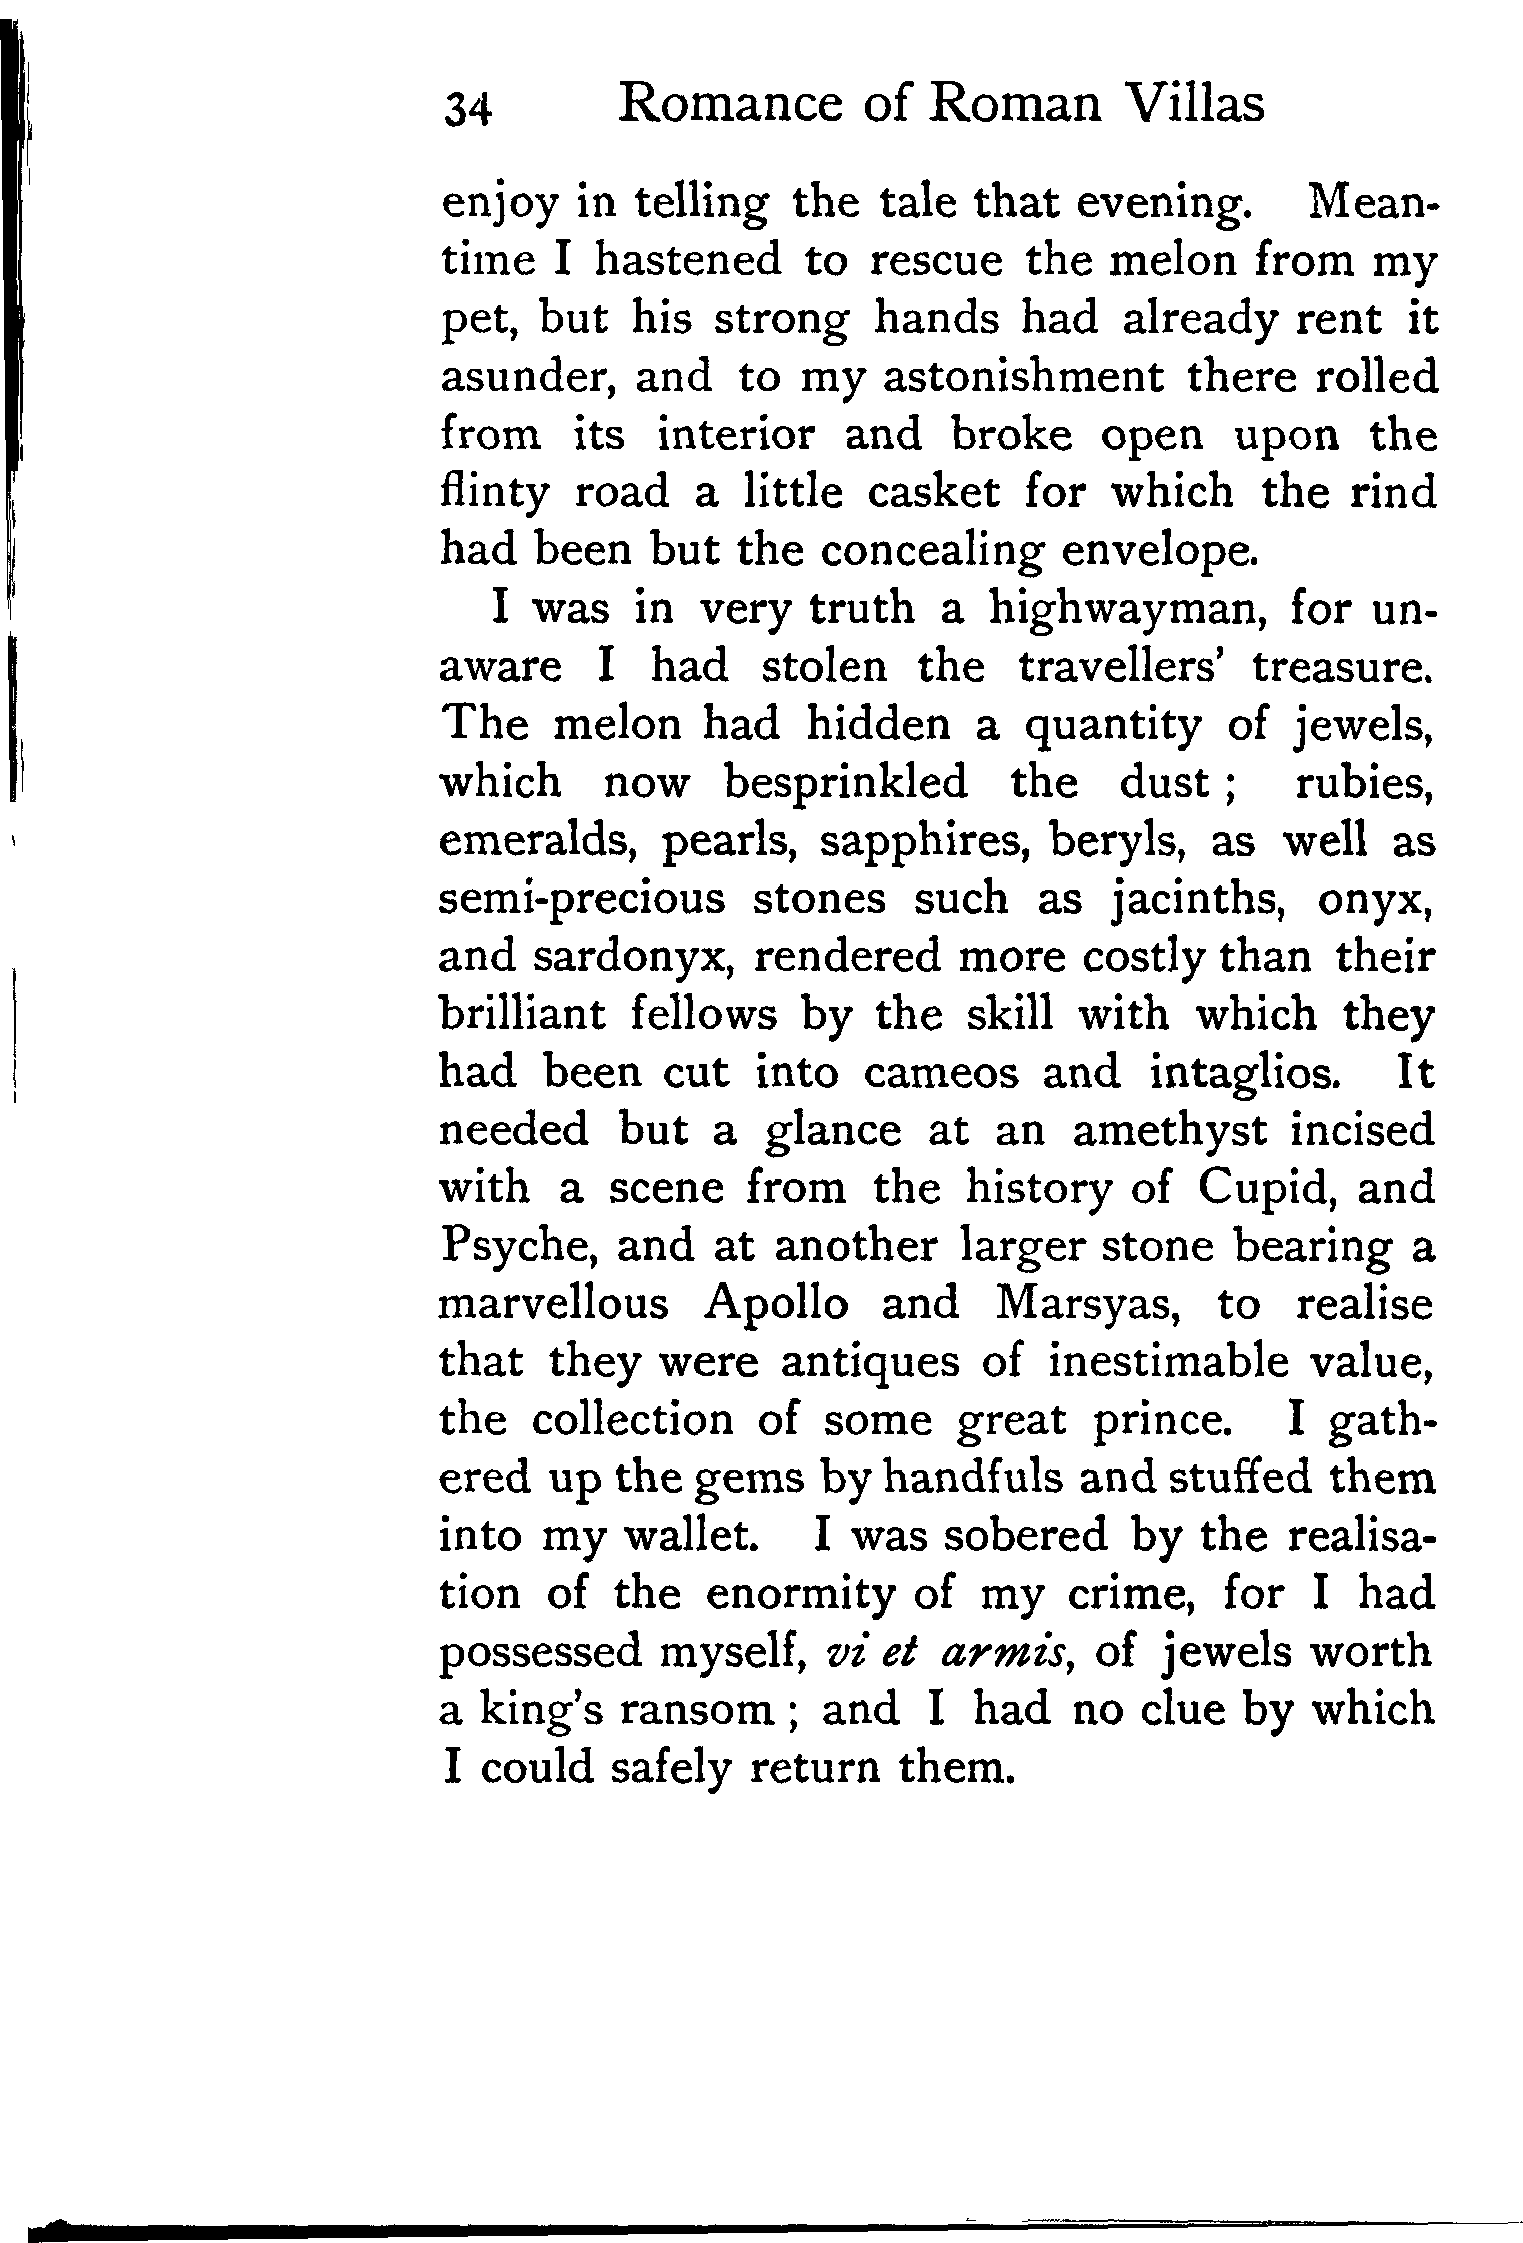 34 Romance of Roman Villas
enjoy in telling the tale that evening. Mean-
time I hastened to rescue the melon from my
pet, but his strong hands had already rent it
asunder, and to my astonishment there rolled
from its interior and broke open upon the
flinty road a little casket for which the rind
had been but the concealing envelope.
I was in very truth a highwayman, for un-
aware I had stolen the travellers' treasure.
The melon had hidden a quantity of jewels,
which now besprinkled the dust ; rubies,
emeralds, pearls, sapphires, beryls, as well as
semi-precious stones such as jacinths, onyx,
and sardonyx, rendered more costly than their
brilliant fellows by the skill with which they
had been cut into cameos and intaglios. It
needed but a glance at an amethyst incised
with a scene from the history of Cupid, and
Psyche, and at another larger stone bearing a
marvellous Apollo and Marsyas, to realise
that they were antiques of inestimable value,
the collection of some great prince. I gath-
ered up the gems by handfuls and stuffed them
into my wallet. I was sobered by the realisa-
tion of the enormity of my crime, for I had
possessed myself, vi et armis, of jewels worth
a king's ransom ; and I had no clue by which
I could safely return them.